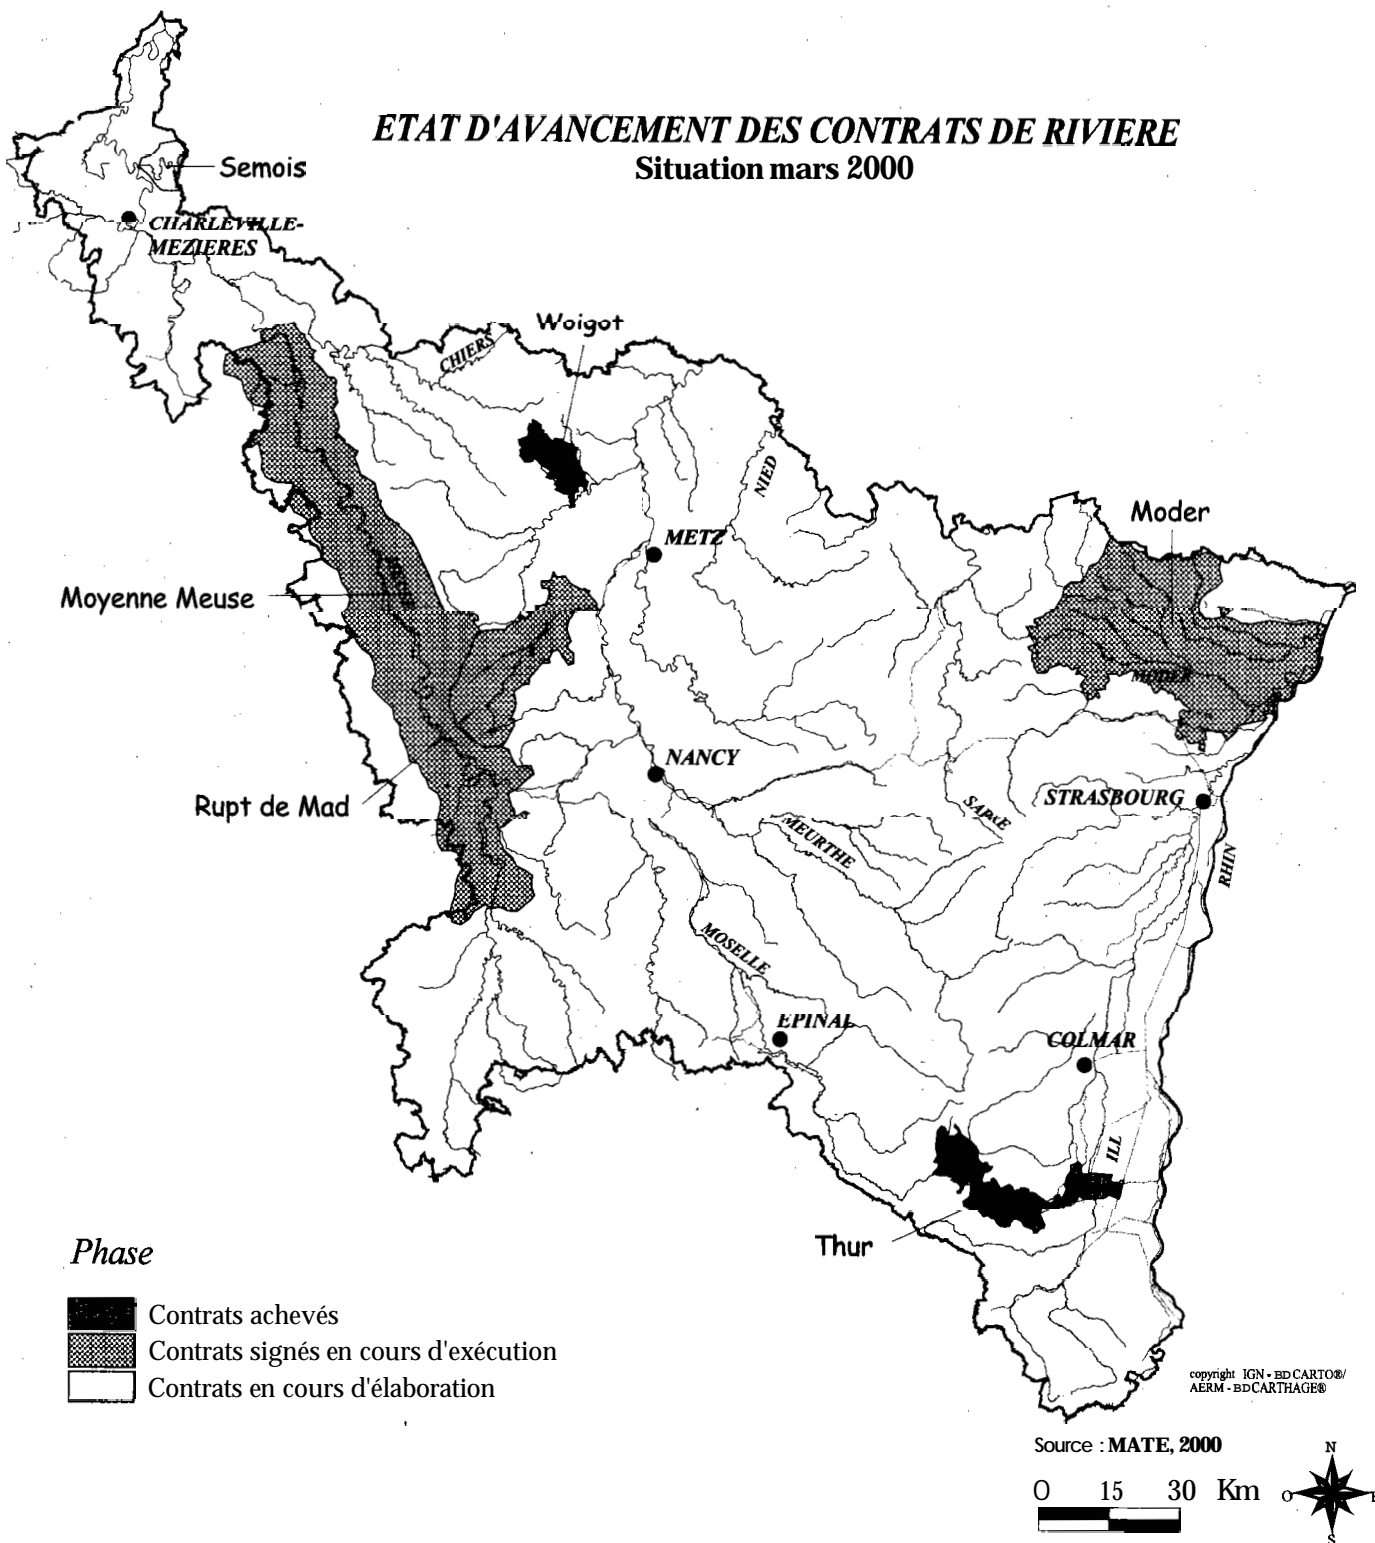 ETAT D'AVANCEMENT DES CONTRATS DE RIVIERE
Situation mars 2000
Semois
CHARLEVILLE-
MEZIERES
Woigot
CHIERS
NIED
Moder
METZ
Moyenne Meuse
MODER
NANCY
Rupt de Mad
STRASBOURG
MEURTHE
RHIN
MOSELLE
EPINAL
COLMAR
ILL
Thur
Phase
Contrats achevés
Contrats signés en cours d'exécution
Contrats en cours d'élaboration
copyright IGN - BD CARTO®/
AERM - BD CARTHAGE®
Source : MATE, 2000
0 15 30 Km
N
O E
S